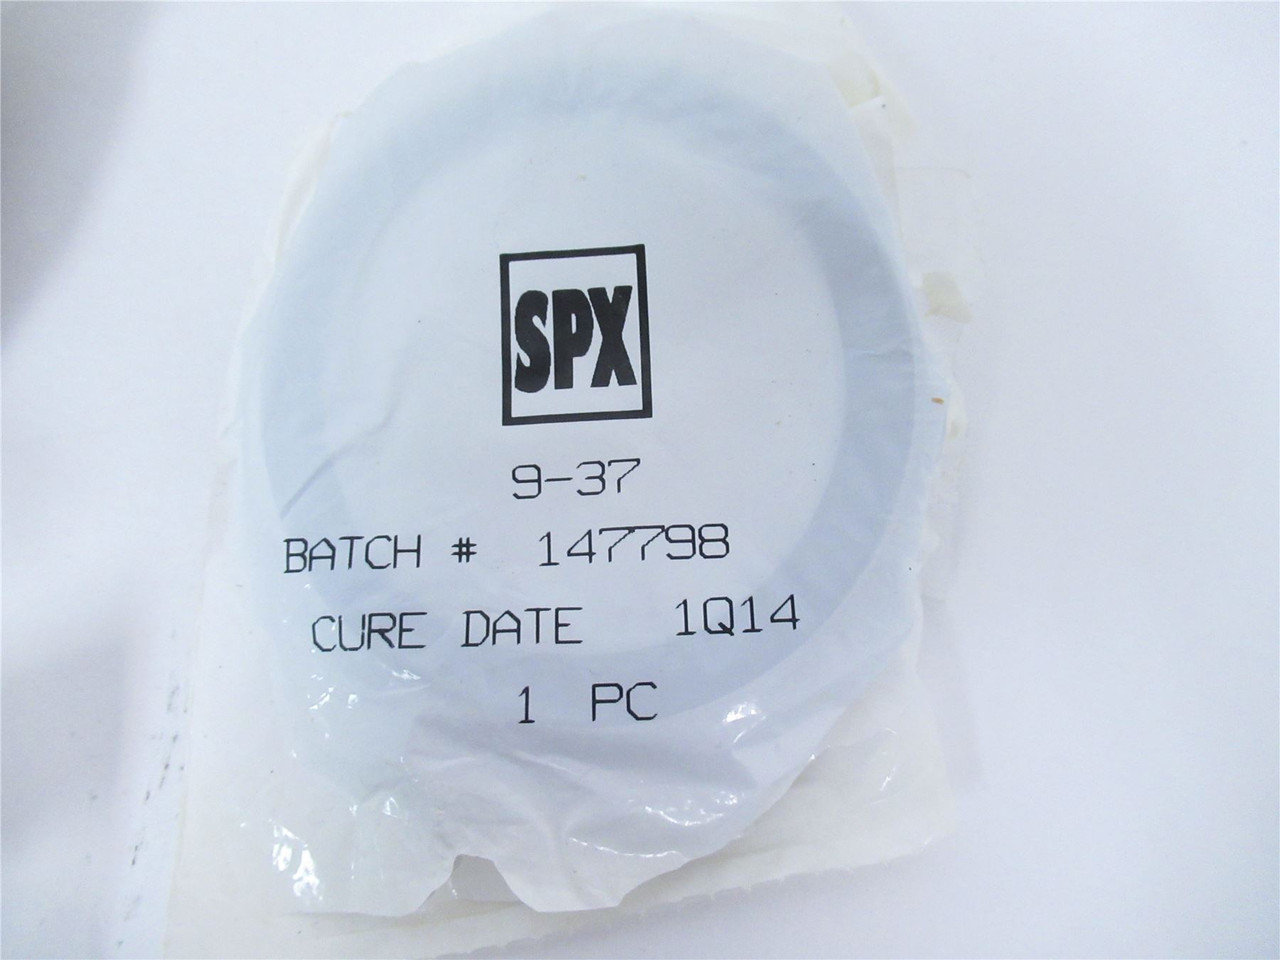 SPX
9-37
BATCH # 147798
CURE DATE 1Q14
1 PC